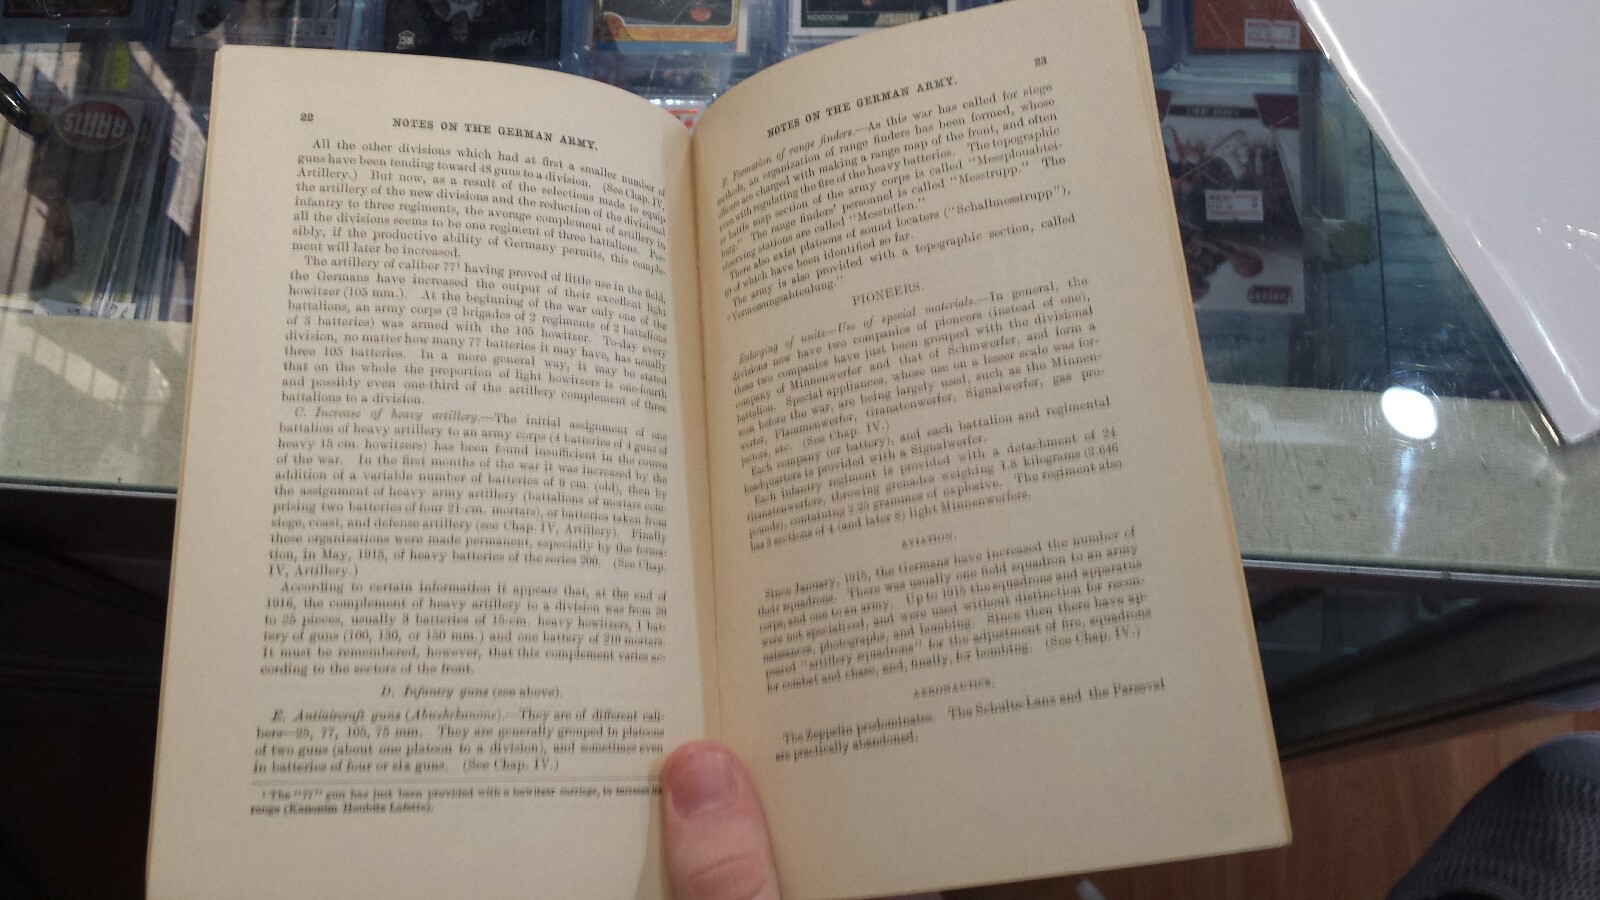 22
NOTES ON THE GERMAN ARMY.
All the other divisions which had at first a smaller number of
guns have been tending toward 48 guns to a division. (See Chap. IV,
Artillery.) But now, as a result of the selections made to equip
the artillery of the new divisions and the reduction of the divisional
infantry to three regiments, the average complement of artillery in
all the divisions seems to be one regiment of three battalions. Pos-
sibly, if the productive ability of Germany permits, this comple-
ment will later be increased.
The artillery of caliber 77¹ having proved of little use in the field,
the Germans have increased the output of their excellent light
howitzer (105 mm.). At the beginning of the war only one of the
battalions, an army corps (2 brigades of 2 regiments of 2 battalions
of 3 batteries) was armed with the 105 howitzer. To-day every
division, no matter how many 77 batteries it may have, has usually
three 105 batteries. In a more general way, it may be stated
that on the whole the proportion of light howitzers is one-fourth
and possibly even one-third of the artillery complement of three
battalions to a division.
C. Increase of heavy artillery.—The initial assignment of one
battalion of heavy artillery to an army corps (4 batteries of 4 guns of
heavy 15 cm. howitzers) has been found insufficient in the course
of the war. In the first months of the war it was increased by the
addition of a variable number of batteries of 9 cm. (old), then by
the assignment of heavy army artillery (battalions of mortars com-
prising two batteries of four 21-cm. mortars), or batteries taken from
siege, coast, and defense artillery (see Chap. IV, Artillery). Finally
these organizations were made permanent, especially by the forma-
tion, in May, 1915, of heavy batteries of the series 200. (See Chap.
IV, Artillery.)
According to certain information it appears that, at the end of
1916, the complement of heavy artillery to a division was from 20
to 25 pieces, usually 3 batteries of 15-cm. heavy howitzers, 1 bat-
tery of guns (100, 130, or 150 mm.) and one battery of 210 mortars.
It must be remembered, however, that this complement varies ac-
cording to the sectors of the front.
D. Infantry guns (see above).
E. Antiaircraft guns (Abwehrkanone).—They are of different cali-
bers—25, 77, 105, 75 mm. They are generally grouped in platoons
of two guns (about one platoon to a division), and sometimes even
in batteries of four or six guns. (See Chap. IV.)
¹ The "77" gun has just been provided with a howitzer carriage, to increase its
range (Kanonim Haubitz Lafette).
23
NOTES ON THE GERMAN ARMY.
F. Formation of range finders.—As this war has called for siege
methods, an organization of range finders has been formed, whose
officers are charged with making a range map of the front, and often
even with regulating the fire of the heavy batteries. The topographic
or battle map section of the army corps is called "Messplanabtei-
lung." The range finders' personnel is called "Messtrupp." The
observing stations are called "Messtellen."
There also exist platoons of sound locators ("Schallmesstrupp"),
of which have been identified so far.
The army is also provided with a topographic section, called
"Vermessungsabteulung."
PIONEERS.
Enlarging of units—Use of special materials.—In general, the
divisions now have two companies of pioneers (instead of one),
these two companies have just been grouped with the divisional
company of Minnenwerfer and that of Schmwerfer, and form a
battalion. Special appliances, whose use on a lesser scale was for-
seen before the war, are being largely used, such as the Minnen-
werfer, Flammenwerfer, Granatenwerfer, Signalwerfer, gas pro-
jectors, etc. (See Chap. IV.)
Each company (or battery), and each battalion and regimental
headquarters is provided with a Signalwerfer.
Each infantry regiment is provided with a detachment of 24
Granatenwerfers, throwing grenades weighing 1.8 kilograms (2.646
pounds), containing 2.25 grammes of explosive. The regiment also
has 3 sections of 4 (and later 8) light Minnenwerfers.
AVIATION.
Since January, 1915, the Germans have increased the number of
their squadrons. There was usually one field squadron to an army
corps, and one to an army. Up to 1915 the squadrons and apparatus
were not specialized, and were used without distinction for recon-
naissance, photographs, and bombing. Since then there have ap-
peared "artillery squadrons" for the adjustment of fire, squadrons
for combat and chase, and, finally, for bombing. (See Chap. IV.)
AERONAUTICS.
The Zeppelin predominates. The Schulte-Lanz and the Parseval
are practically abandoned.